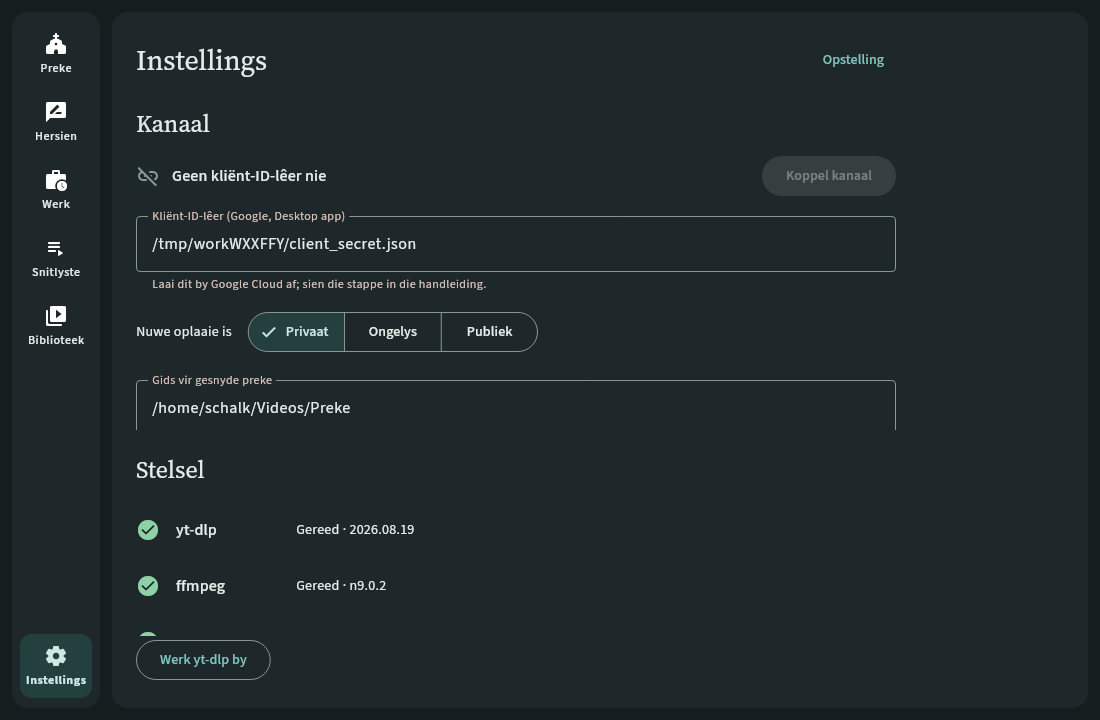 Preke
Hersien
Werk
Snitlyste
Biblioteek
Instellings
Instellings
Opstelling
Kanaal
Geen kliënt-ID-lêer nie
Koppel kanaal
Kliënt-ID-lêer (Google, Desktop app)
/tmp/workWXXFFY/client_secret.json
Laai dit by Google Cloud af; sien die stappe in die handleiding.
Nuwe oplaaie is
Privaat
Ongelys
Publiek
Gids vir gesnyde preke
/home/schalk/Videos/Preke
Stelsel
yt-dlp
Gereed · 2026.08.19
ffmpeg
Gereed · n9.0.2
Werk yt-dlp by